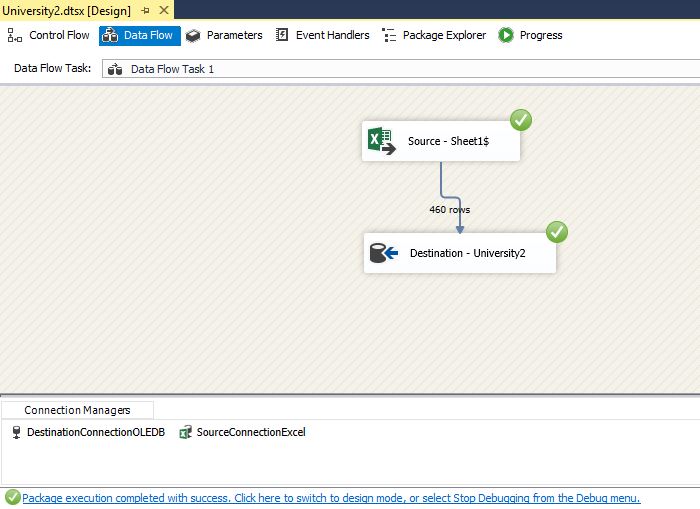 University2.dtsx [Design]
Control Flow Data Flow Parameters Event Handlers Package Explorer Progress
Data Flow Task: Data Flow Task 1
Source - Sheet1$
460 rows
Destination - University2
Connection Managers
DestinationConnectionOLEDB SourceConnectionExcel
Package execution completed with success. Click here to switch to design mode, or select Stop Debugging from the Debug menu.